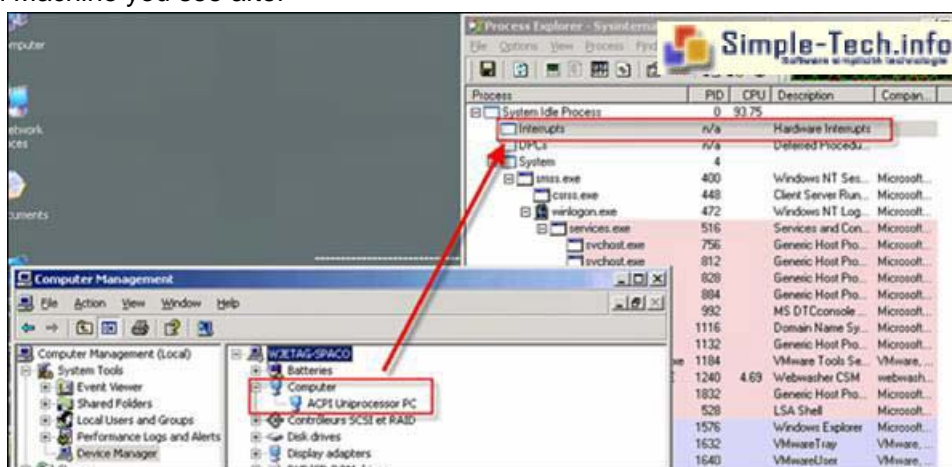 machine you see after
Process Explorer - Sysinternals
File Options View Process Find
Simple-Tech.info
Process PID CPU Description Compan...
System Idle Process 0 93.75
Interrupts n/a Hardware Interrupts
DPCs n/a Deferred Procedu...
System 4
smss.exe 400 Windows NT Ses... Microsoft...
csrss.exe 448 Client Server Run... Microsoft...
winlogon.exe 472 Windows NT Log... Microsoft...
services.exe 516 Services and Con... Microsoft...
svchost.exe 756 Generic Host Pro... Microsoft...
svchost.exe 812 Generic Host Pro... Microsoft...
828 Generic Host Pro... Microsoft...
884 Generic Host Pro... Microsoft...
992 MS DTCconsole ... Microsoft...
1116 Domain Name Sy... Microsoft...
1132 Generic Host Pro... Microsoft...
1184 VMware Tools Se... VMware, ...
1240 4.69 Webwasher CSM webwash...
1832 Generic Host Pro... Microsoft...
528 LSA Shell Microsoft...
1576 Windows Explorer Microsoft...
1632 VMwareTray VMware, ...
1640 VMwareUser VMware, ...
Computer Management
File Action View Window Help
Computer Management (Local)
System Tools
Event Viewer
Shared Folders
Local Users and Groups
Performance Logs and Alerts
Device Manager
W3ETAG-SPACO
Batteries
Computer
ACPI Uniprocessor PC
Contrôleurs SCSI et RAID
Disk drives
Display adapters